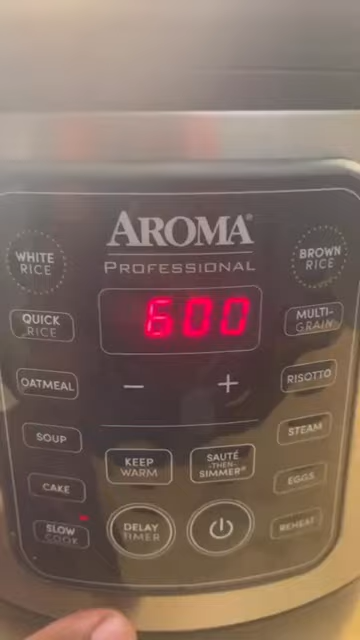 AROMA®
PROFESSIONAL
WHITE
RICE
BROWN
RICE
600
QUICK
RICE
MULTI-
GRAIN
OATMEAL
−
+
RISOTTO
SOUP
STEAM
KEEP
WARM
SAUTÉ
-THEN-
SIMMER®
CAKE
EGGS
SLOW
COOK
DELAY
TIMER
REHEAT